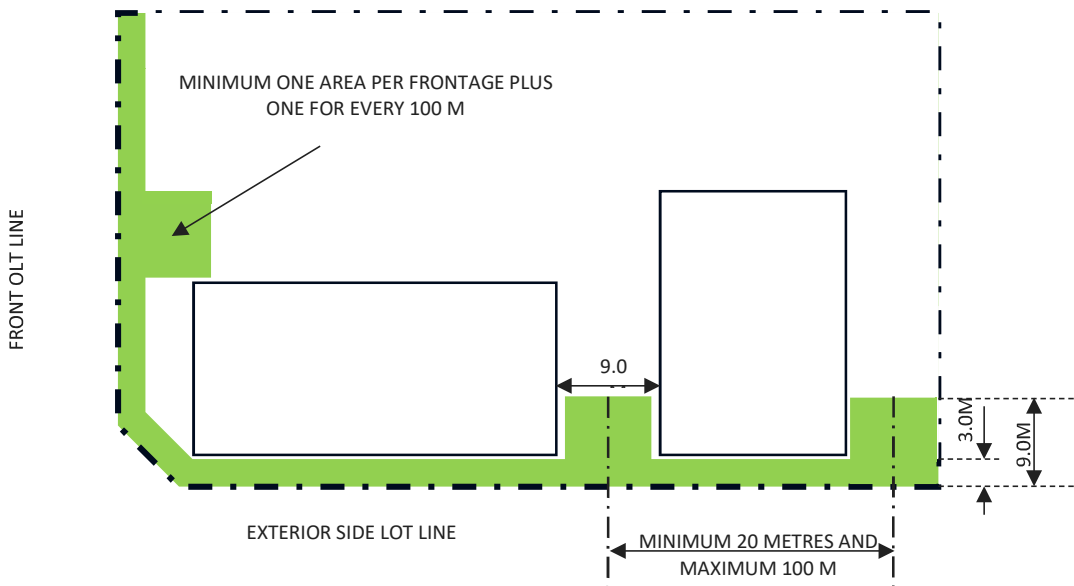 MINIMUM ONE AREA PER FRONTAGE PLUS
ONE FOR EVERY 100 M
FRONT OLT LINE
9.0
3.0M
9.0M
EXTERIOR SIDE LOT LINE
MINIMUM 20 METRES AND
MAXIMUM 100 M